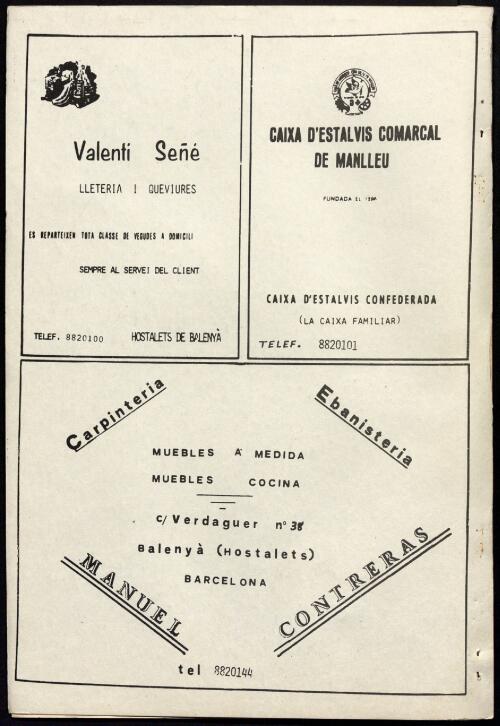 Valentí Señé
LLETERIA I QUEVIURES
ES REPARTEIXEN TOTA CLASSE DE VEGUDES A DOMICILI
SEMPRE AL SERVEI DEL CLIENT
TELEF. 8820100 HOSTALETS DE BALENYÀ
CAIXA D'ESTALVIS COMARCAL
DE MANLLEU
FUNDADA EL
CAIXA D'ESTALVIS CONFEDERADA
(LA CAIXA FAMILIAR)
TELEF. 8820101
Carpinteria
Ebanisteria
MUEBLES A MEDIDA
MUEBLES COCINA
c/ Verdaguer nº 38
Balenyà (Hostalets)
BARCELONA
MANUEL
CONTRERAS
tel 8820144